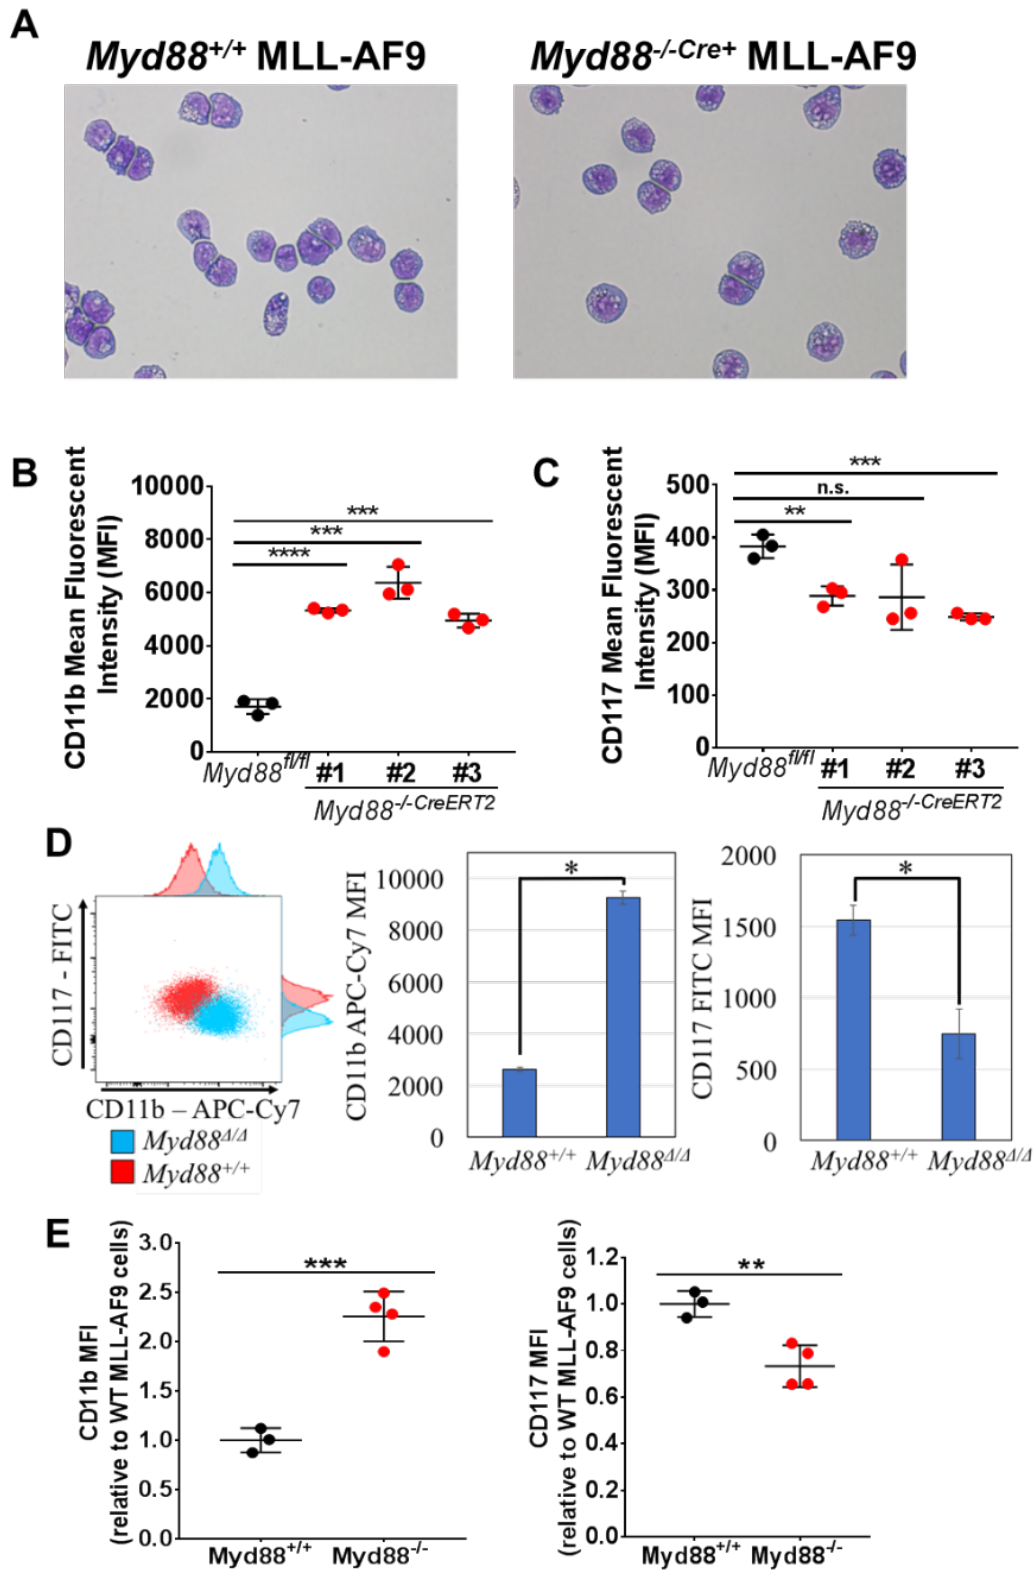 A
Myd88+/+ MLL-AF9
Myd88-/-Cre+ MLL-AF9
B
CD11b Mean Fluorescent
Intensity (MFI)
10000
8000
6000
4000
2000
0
***
***
****
Myd88fl/fl
#1
#2
#3
Myd88-/-CreERT2
C
CD117 Mean Fluorescent
Intensity (MFI)
500
400
300
200
100
0
***
n.s.
**
Myd88fl/fl
#1
#2
#3
Myd88-/-CreERT2
D
CD117 - FITC
CD11b – APC-Cy7
Myd88Δ/Δ
Myd88+/+
CD11b APC-Cy7 MFI
10000
8000
6000
4000
2000
0
*
Myd88+/+
Myd88Δ/Δ
CD117 FITC MFI
2000
1500
1000
500
0
*
Myd88+/+
Myd88Δ/Δ
E
CD11b MFI
(relative to WT MLL-AF9 cells)
3.0
2.5
2.0
1.5
1.0
0.5
0.0
***
Myd88+/+
Myd88-/-
CD117 MFI
(relative to WT MLL-AF9 cells)
1.2
1.0
0.8
0.6
0.4
0.2
0.0
**
Myd88+/+
Myd88-/-